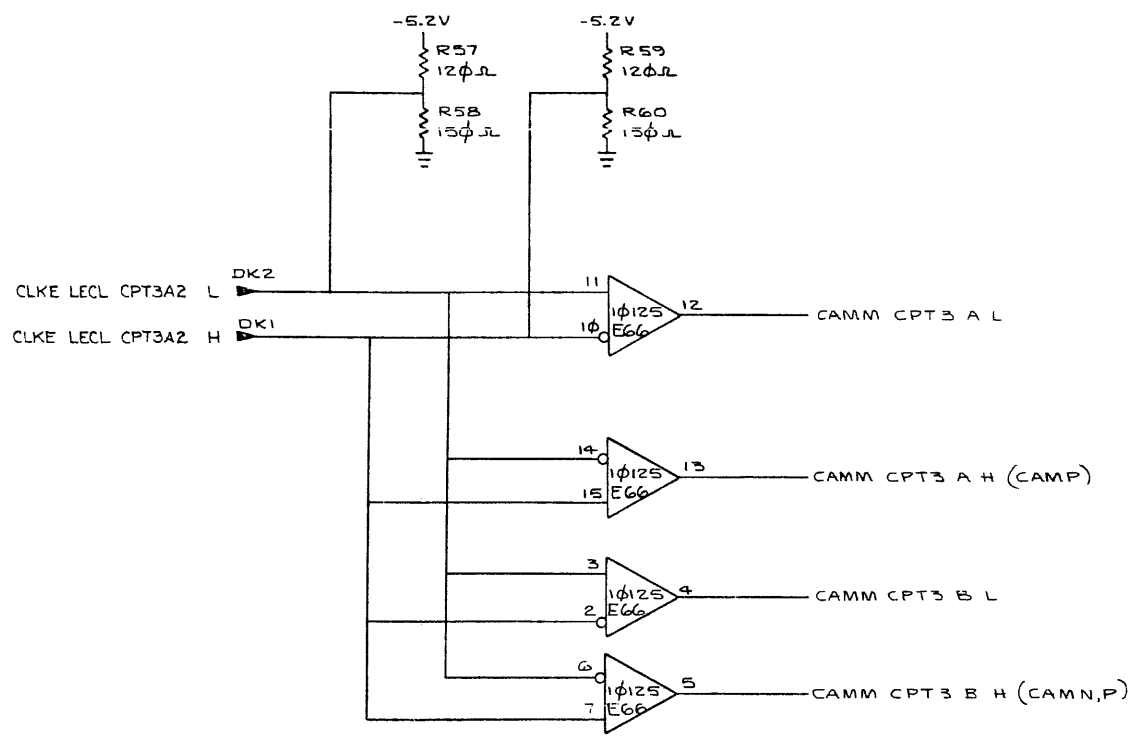 -5.2V
-5.2V
R57
12φΩ
R59
12φΩ
R58
15φΩ
R60
15φΩ
DK2
CLKE LECL CPT3A2 L
DK1
CLKE LECL CPT3A2 H
11
1φ
1φ125
E66
12
CAMM CPT3 A L
14
15
1φ125
E66
13
CAMM CPT3 A H (CAMP)
3
2
1φ125
E66
4
CAMM CPT3 B L
6
7
1φ125
E66
5
CAMM CPT3 B H (CAMN,P)